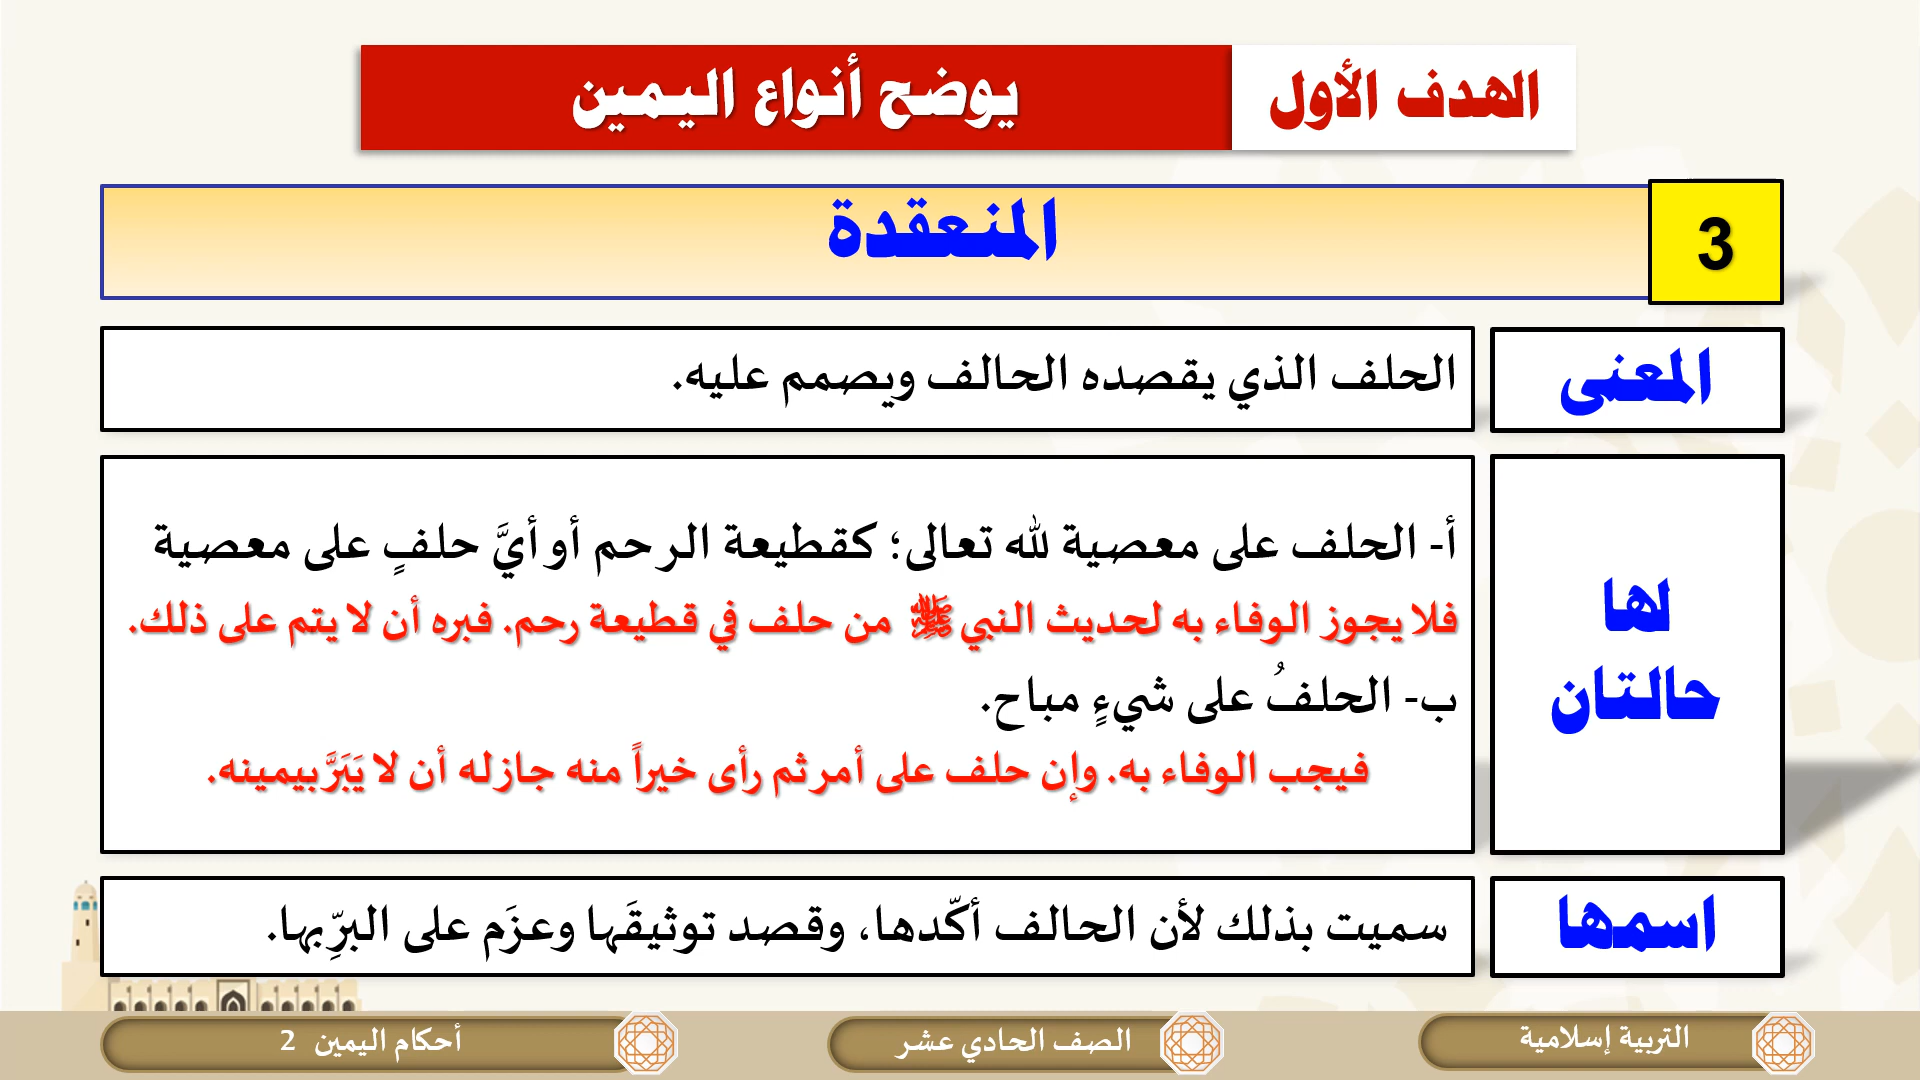 الهدف الأول
يوضح أنواع اليمين
3
المنعقدة
المعنى
الحلف الذي يقصده الحالف ويصمم عليه.
لها
حالتان
أ- الحلف على معصية لله تعالى؛ كقطيعة الرحم أو أيَّ حلفٍ على معصية
فلا يجوز الوفاء به لحديث النبي ﷺ من حلف في قطيعة رحم. فبره أن لا يتم على ذلك.
ب- الحلفُ على شيءٍ مباح.
فيجب الوفاء به. وإن حلف على أمر ثم رأى خيراً منه جاز له أن لا يَبَرَّ بيمينه.
اسمها
سميت بذلك لأن الحالف أكّدها، وقصد توثيقَها وعزَم على البرِّ بها.
التربية إسلامية
الصف الحادي عشر
أحكام اليمين 2